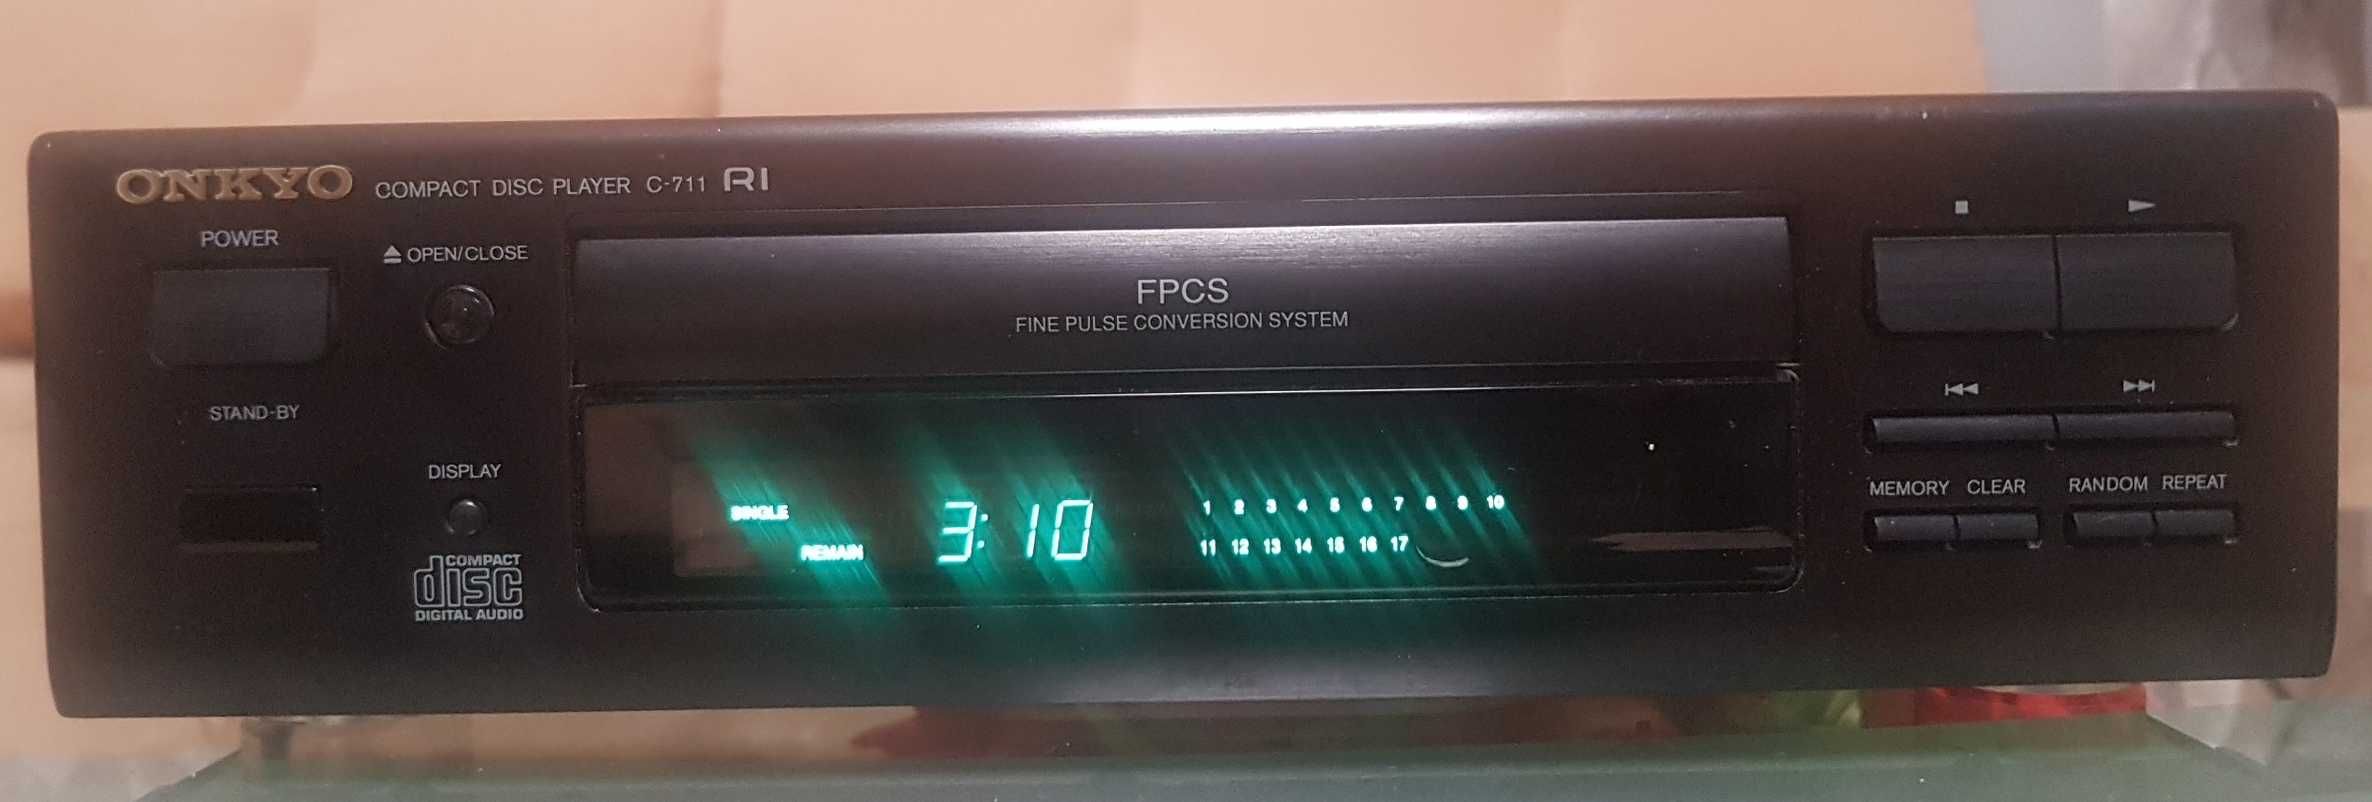 ONKYO COMPACT DISC PLAYER C-711 RI
POWER
OPEN/CLOSE
FPCS
FINE PULSE CONVERSION SYSTEM
STAND-BY
DISPLAY
MEMORY CLEAR RANDOM REPEAT
SINGLE
REMAIN
3:10
1 2 3 4 5 6 7 8 9 10
11 12 13 14 15 16 17
COMPACT
disc
DIGITAL AUDIO